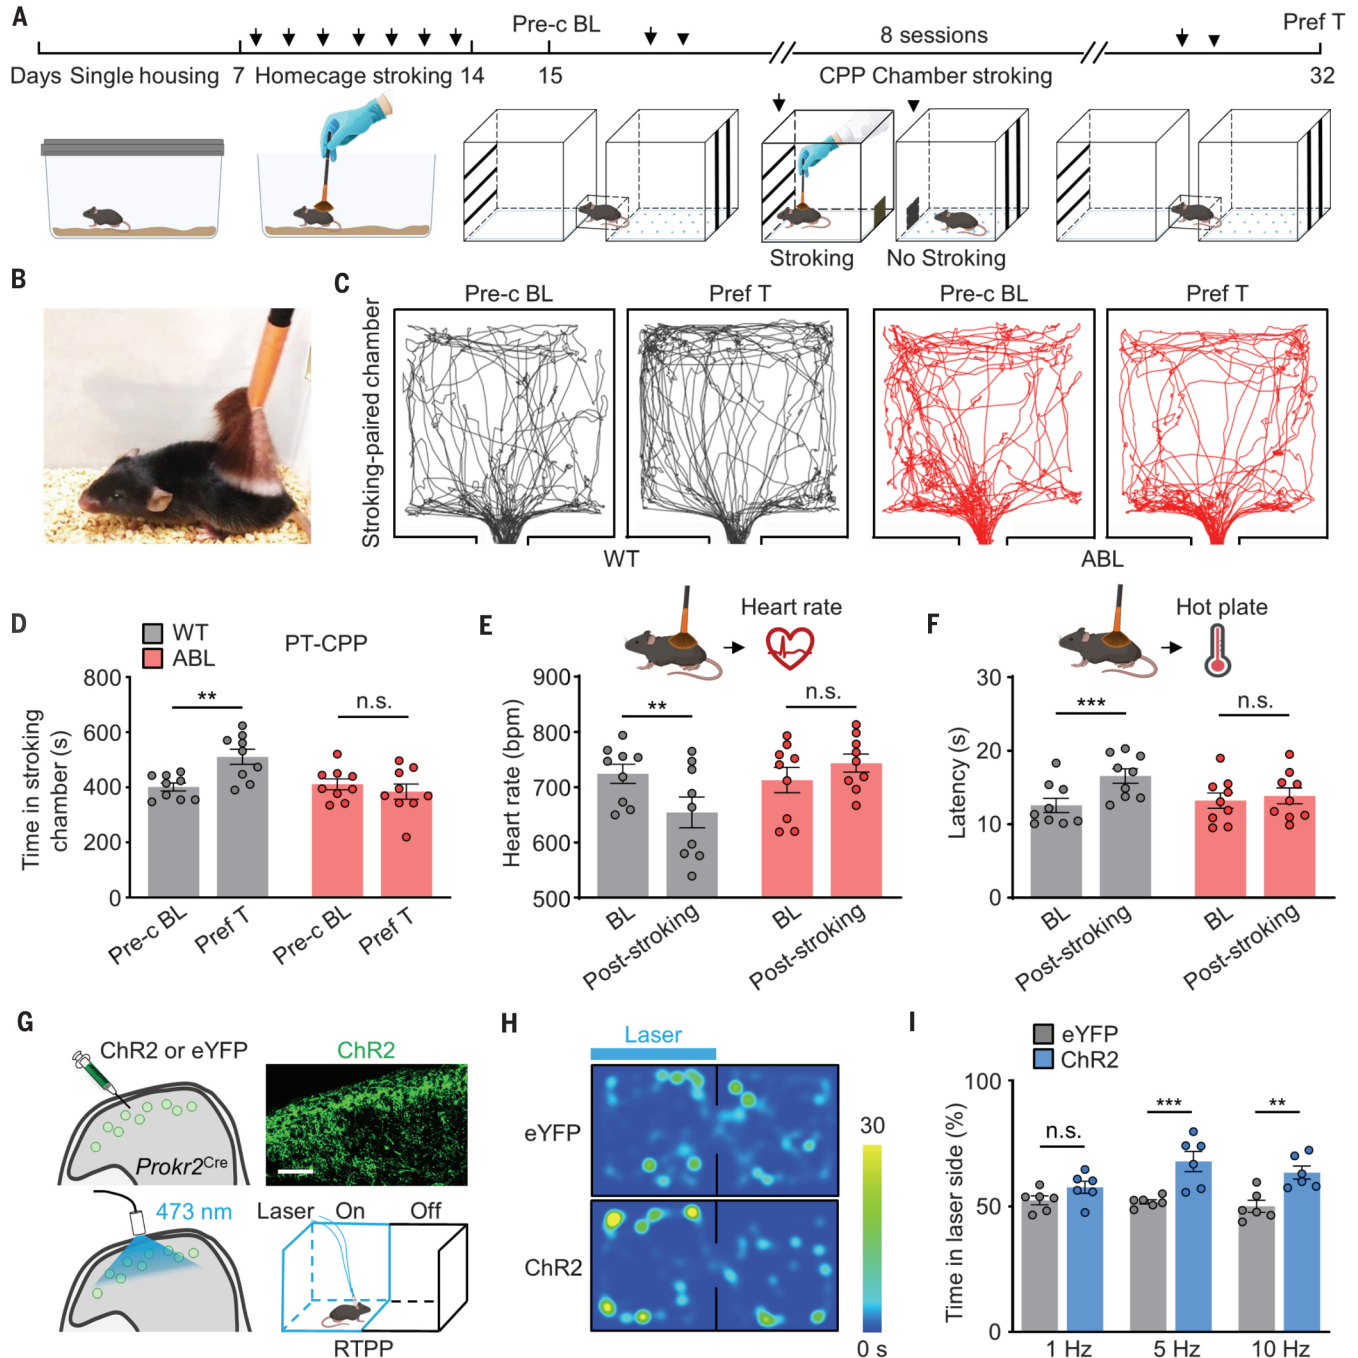 A
Pre-c BL
8 sessions
Pref T
Days Single housing 7 Homecage stroking 14 15 CPP Chamber stroking 32
Stroking No Stroking
B
C
Stroking-paired chamber
Pre-c BL Pref T Pre-c BL Pref T
WT ABL
D
WT
ABL
PT-CPP
Time in stroking
chamber (s)
800
600
400
200
0
** n.s.
Pre-c BL Pref T Pre-c BL Pref T
E
Heart rate
Heart rate (bpm)
900
800
700
600
500
** n.s.
BL Post-stroking BL Post-stroking
F
Hot plate
Latency (s)
30
20
10
0
*** n.s.
BL Post-stroking BL Post-stroking
G
ChR2 or eYFP
Prokr2Cre
ChR2
473 nm
Laser On Off
RTPP
H
Laser
eYFP
ChR2
30
0 s
I
eYFP
ChR2
Time in laser side (%)
100
50
0
n.s. *** **
1 Hz 5 Hz 10 Hz